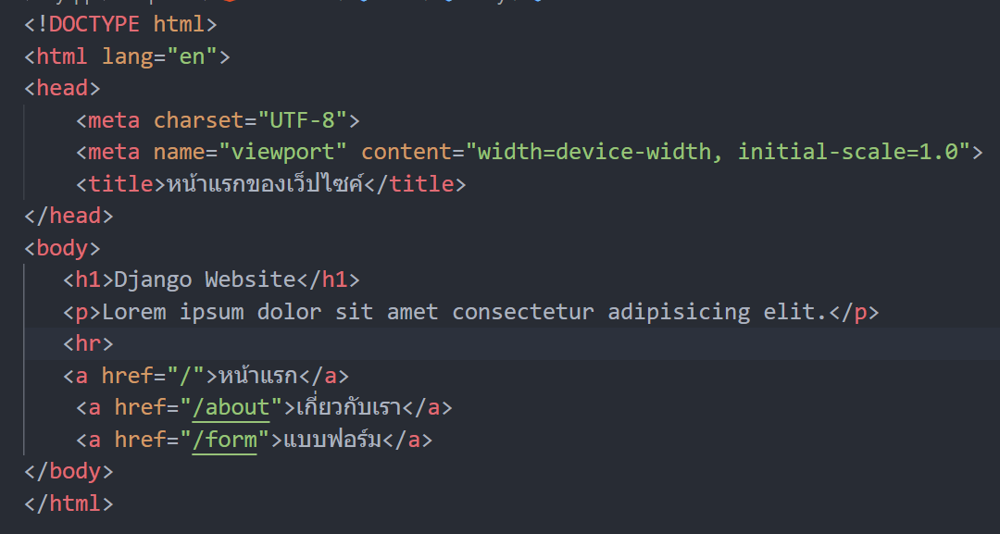 <!DOCTYPE html>
<html lang="en">
<head>
    <meta charset="UTF-8">
    <meta name="viewport" content="width=device-width, initial-scale=1.0">
    <title>หน้าแรกของเว็ปไซค์</title>
</head>
<body>
   <h1>Django Website</h1>
   <p>Lorem ipsum dolor sit amet consectetur adipisicing elit.</p>
   <hr>
   <a href="/">หน้าแรก</a>
    <a href="/about">เกี่ยวกับเรา</a>
    <a href="/form">แบบฟอร์ม</a>
</body>
</html>